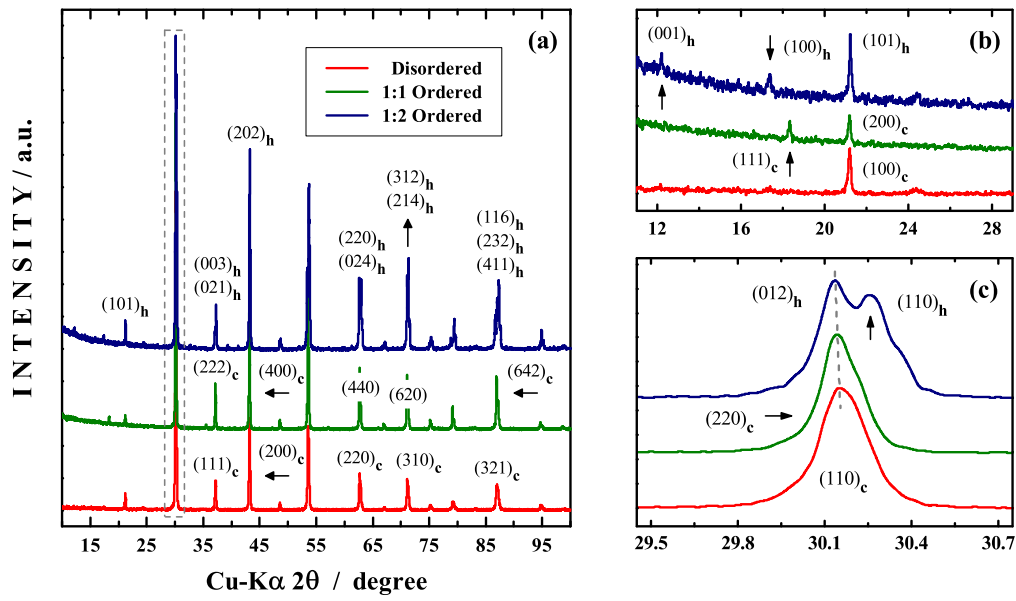 (a)
Disordered
1:1 Ordered
1:2 Ordered
(202)h
(312)h
(214)h
(116)h
(232)h
(411)h
(220)h
(024)h
(003)h
(021)h
(101)h
(222)c
(400)c
(440)
(620)
(642)c
(111)c
(200)c
(220)c
(310)c
(321)c
15 25 35 45 55 65 75 85 95
Cu-Kα 2θ / degree
INTENSITY / a.u.
(b)
(001)h
(100)h
(101)h
(200)c
(111)c
(100)c
12 16 20 24 28
(c)
(012)h
(110)h
(220)c
(110)c
29.5 29.8 30.1 30.4 30.7